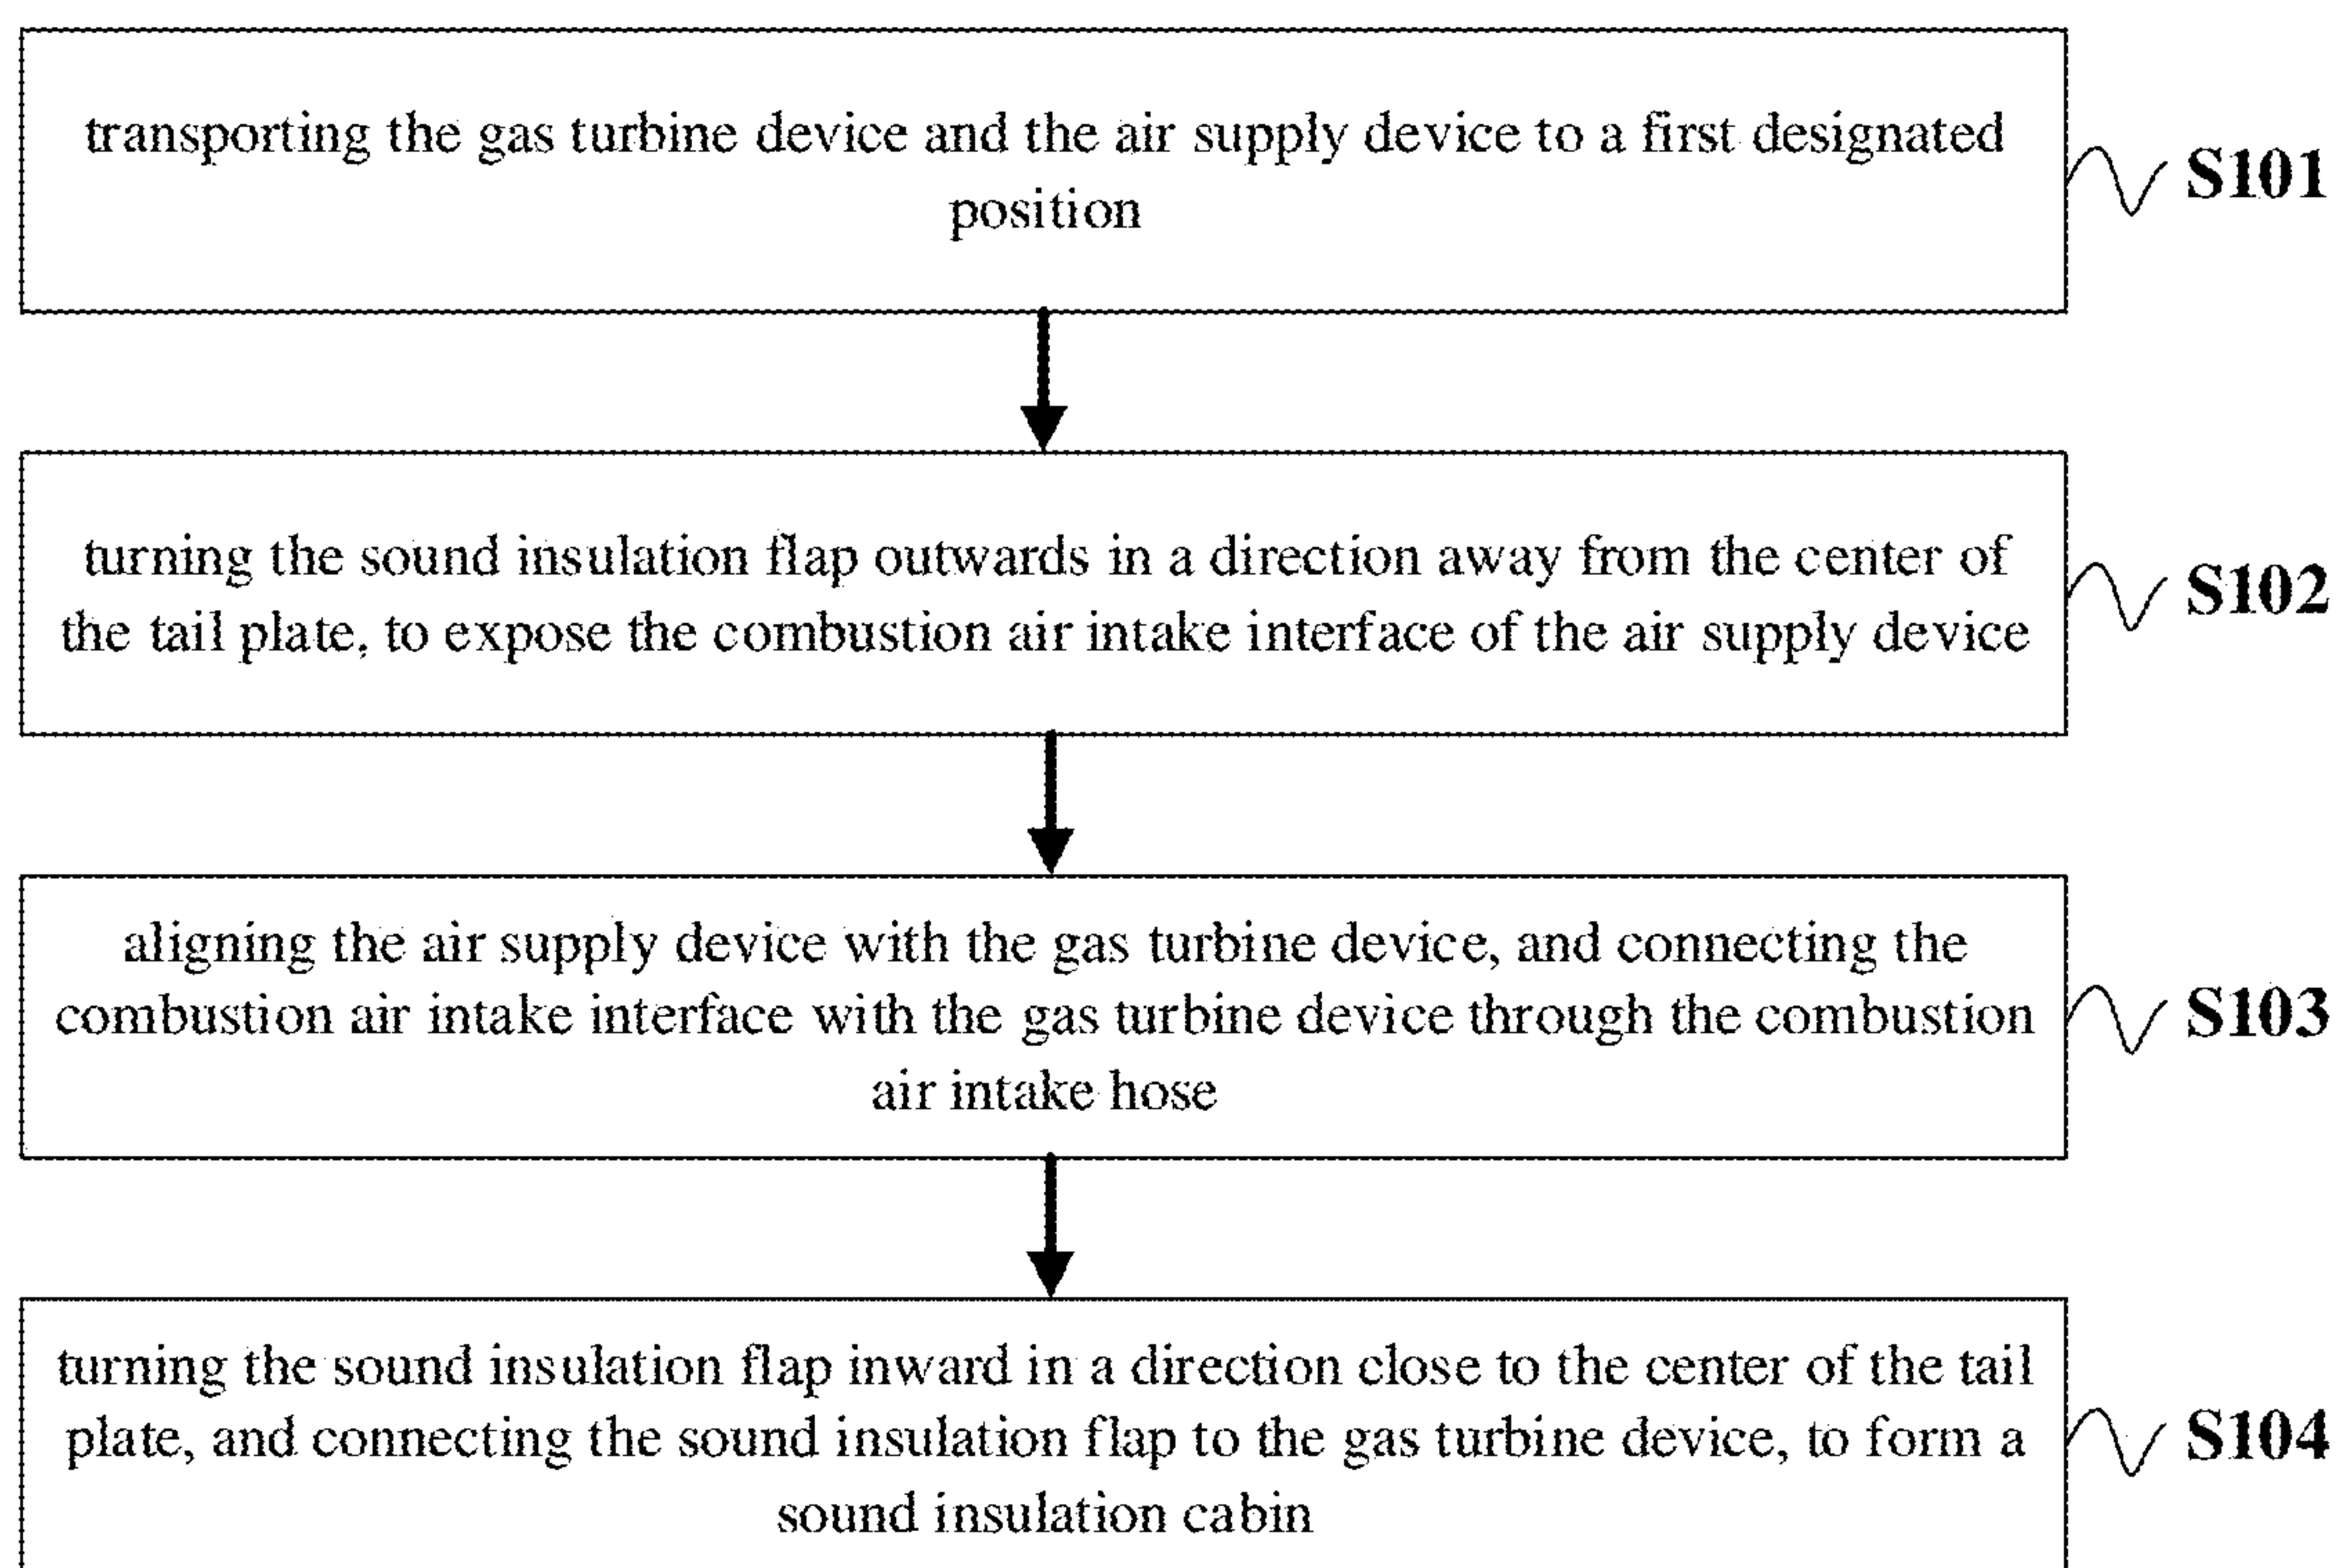 transporting the gas turbine device and the air supply device to a first designated
position
S101
turning the sound insulation flap outwards in a direction away from the center of
the tail plate, to expose the combustion air intake interface of the air supply device
S102
aligning the air supply device with the gas turbine device, and connecting the
combustion air intake interface with the gas turbine device through the combustion
air intake hose
S103
turning the sound insulation flap inward in a direction close to the center of the tail
plate, and connecting the sound insulation flap to the gas turbine device, to form a
sound insulation cabin
S104